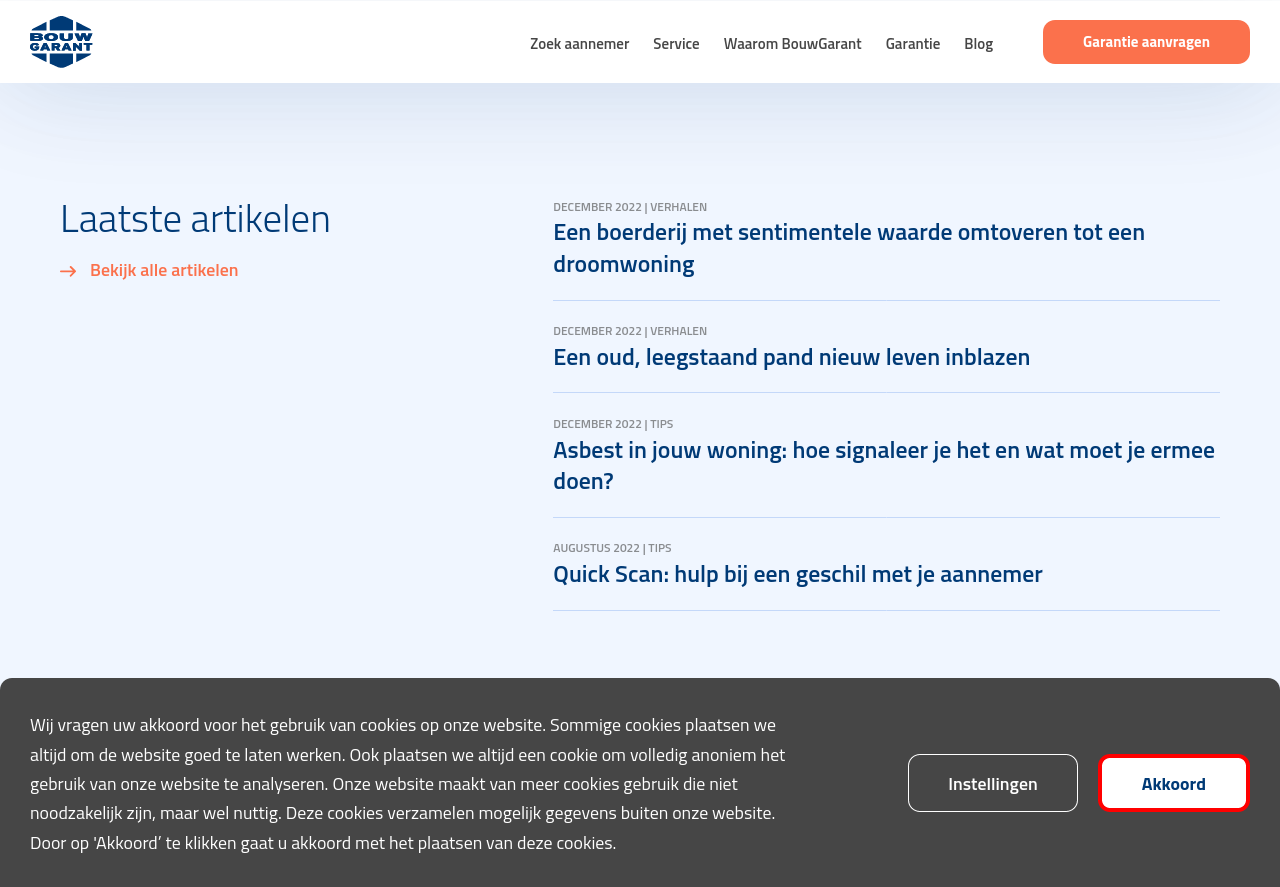 BOUW
GARANT
Zoek aannemer
Service
Waarom BouwGarant
Garantie
Blog
Garantie aanvragen
Laatste artikelen
Bekijk alle artikelen
DECEMBER 2022 | VERHALEN
Een boerderij met sentimentele waarde omtoveren tot een
droomwoning
DECEMBER 2022 | VERHALEN
Een oud, leegstaand pand nieuw leven inblazen
DECEMBER 2022 | TIPS
Asbest in jouw woning: hoe signaleer je het en wat moet je ermee
doen?
AUGUSTUS 2022 | TIPS
Quick Scan: hulp bij een geschil met je aannemer
Wij vragen uw akkoord voor het gebruik van cookies op onze website. Sommige cookies plaatsen we
altijd om de website goed te laten werken. Ook plaatsen we altijd een cookie om volledig anoniem het
gebruik van onze website te analyseren. Onze website maakt van meer cookies gebruik die niet
noodzakelijk zijn, maar wel nuttig. Deze cookies verzamelen mogelijk gegevens buiten onze website.
Door op 'Akkoord’ te klikken gaat u akkoord met het plaatsen van deze cookies.
Instellingen
Akkoord